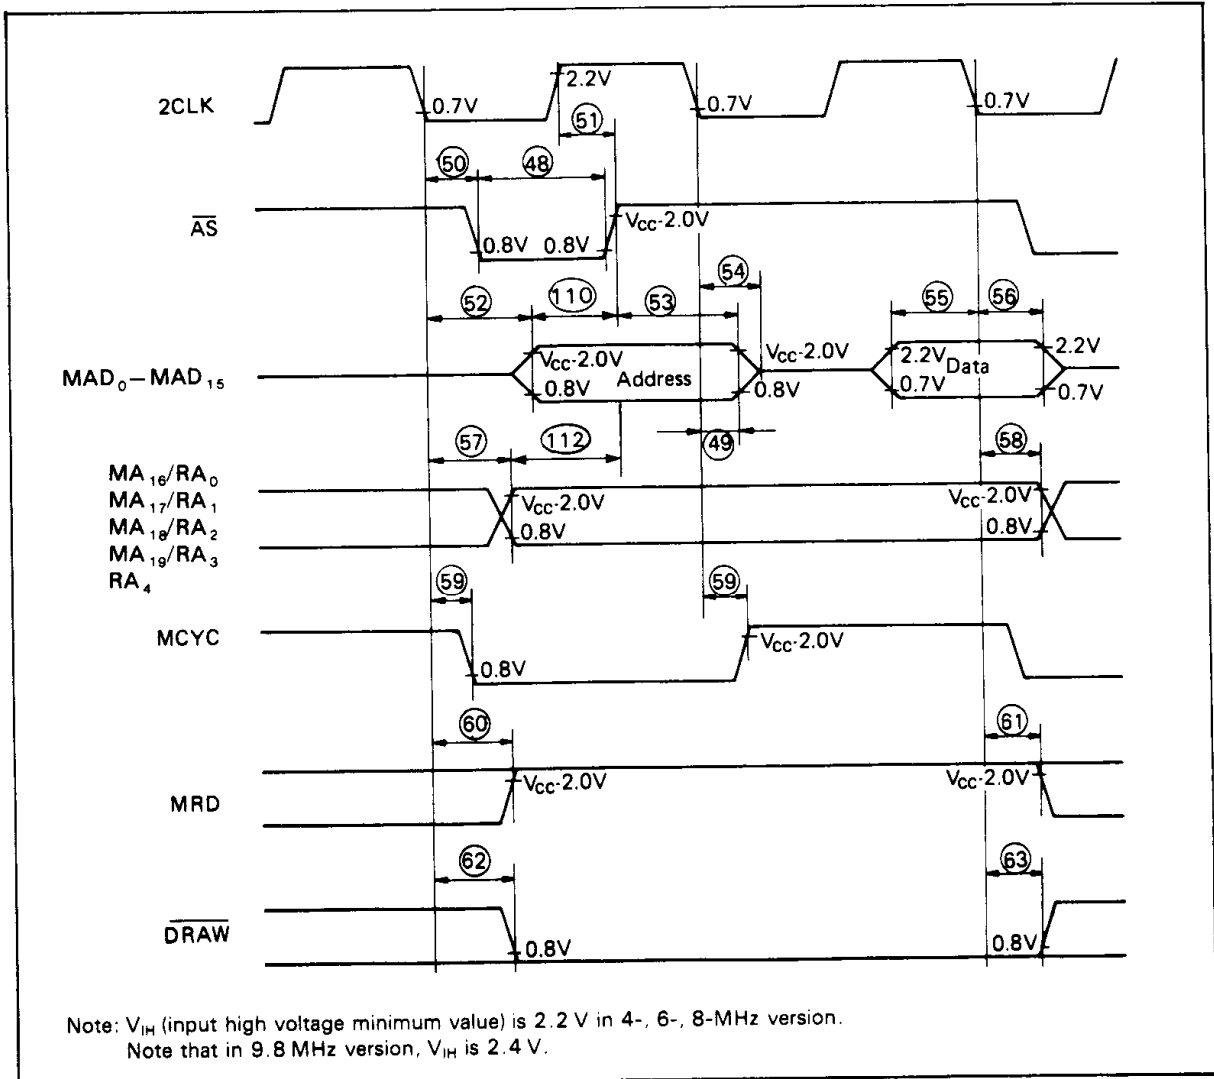 2CLK
0.7V
2.2V
0.7V
0.7V
51
50
48
AS
0.8V
0.8V
Vcc-2.0V
54
52
110
53
55
56
MAD0–MAD15
Vcc-2.0V
0.8V
Address
Vcc-2.0V
0.8V
2.2V
0.7V
Data
2.2V
0.7V
57
112
49
58
MA16/RA0
MA17/RA1
MA18/RA2
MA19/RA3
RA4
Vcc-2.0V
0.8V
Vcc-2.0V
0.8V
59
59
MCYC
0.8V
Vcc-2.0V
60
61
MRD
Vcc-2.0V
Vcc-2.0V
62
63
DRAW
0.8V
0.8V
Note: VIH (input high voltage minimum value) is 2.2 V in 4-, 6-, 8-MHz version.
Note that in 9.8 MHz version, VIH is 2.4 V.